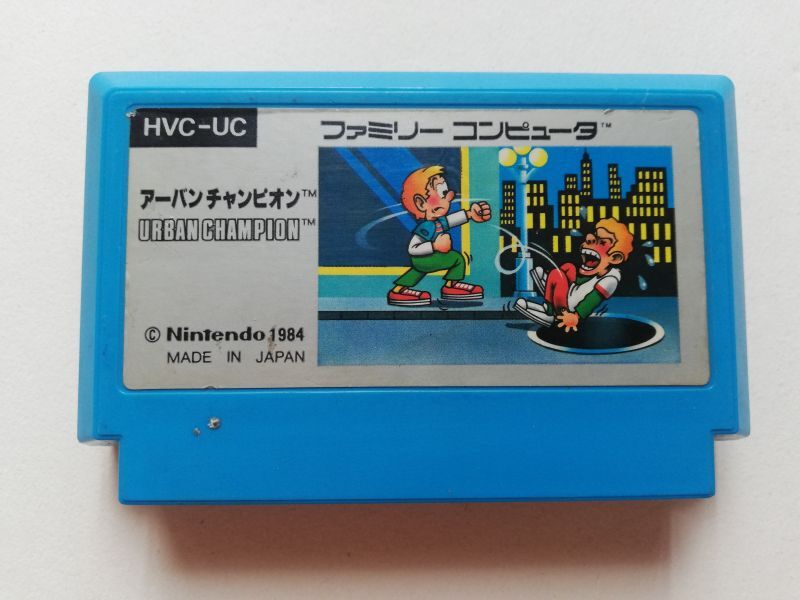 HVC-UC
ファミリー コンピュータ™
アーバンチャンピオン™
URBAN CHAMPION™
© Nintendo 1984
MADE IN JAPAN